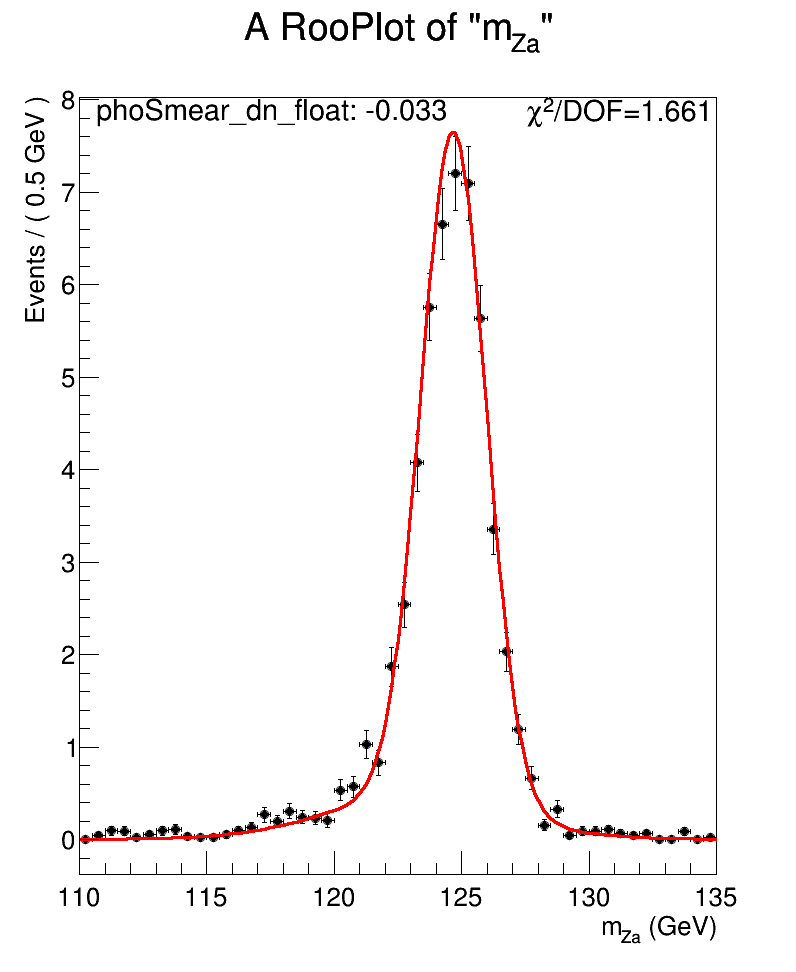 A RooPlot of "m_Za"
phoSmear_dn_float: -0.033
χ²/DOF=1.661
Events / ( 0.5 GeV )
8
7
6
5
4
3
2
1
0
110 115 120 125 130 135
m_Za (GeV)